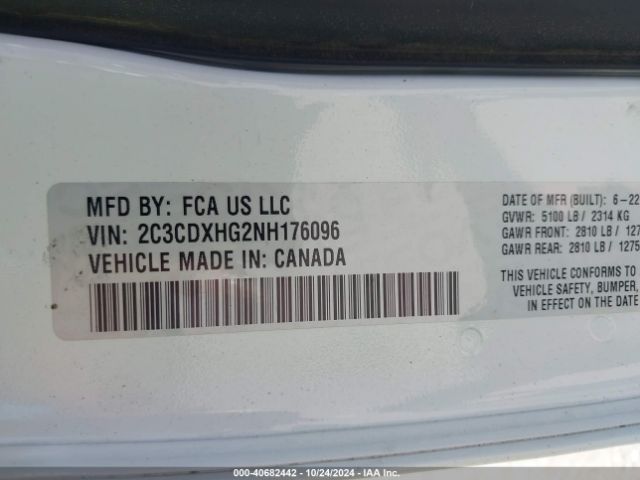 MFD BY: FCA US LLC
VIN: 2C3CDXHG2NH176096
VEHICLE MADE IN: CANADA
DATE OF MFR (BUILT): 6-22
GVWR: 5100 LB / 2314 KG
GAWR FRONT: 2810 LB / 127
GAWR REAR: 2810 LB / 1275
THIS VEHICLE CONFORMS TO
VEHICLE SAFETY, BUMPER,
IN EFFECT ON THE DATE
000-40682442 - 10/24/2024 - IAA Inc.